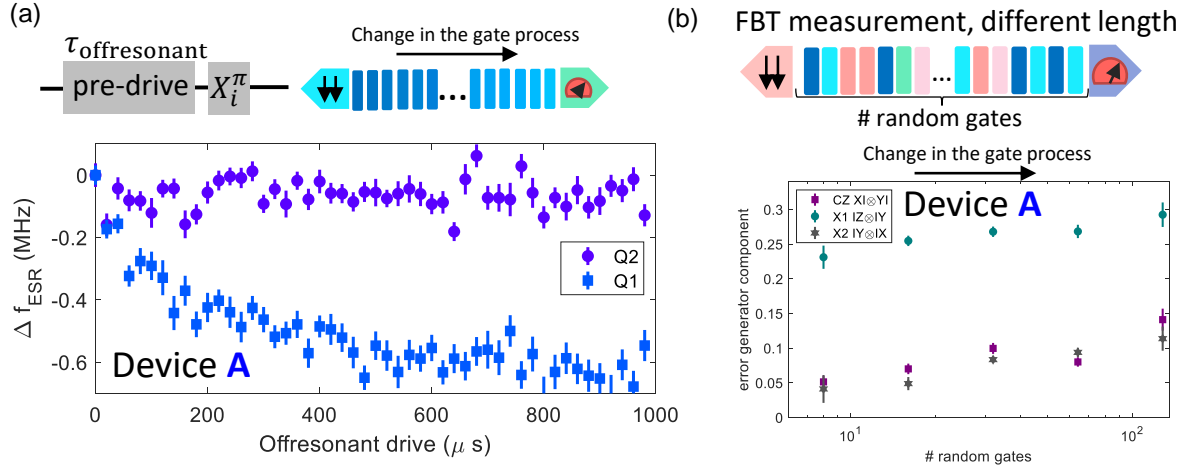 (a)
τoffresonant
pre-drive
X_i^π
Change in the gate process
...
Δ f_ESR (MHz)
0
-0.2
-0.4
-0.6
Q2
Q1
Device A
0
200
400
600
800
1000
Offresonant drive (μ s)
(b)
FBT measurement, different length
...
# random gates
Change in the gate process
Device A
CZ XI⊗YI
X1 IZ⊗IY
X2 IY⊗IX
error generator component
0.3
0.25
0.2
0.15
0.1
0.05
0
10^1
10^2
# random gates